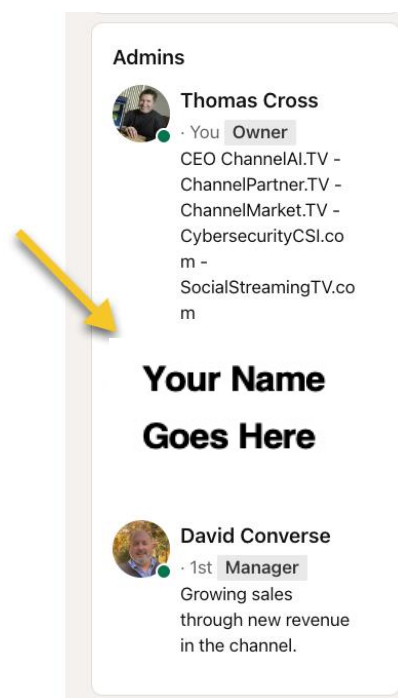 Admins
Thomas Cross
· You Owner
CEO ChannelAI.TV -
ChannelPartner.TV -
ChannelMarket.TV -
CybersecurityCSI.co
m -
SocialStreamingTV.co
m
Your Name
Goes Here
David Converse
· 1st Manager
Growing sales
through new revenue
in the channel.